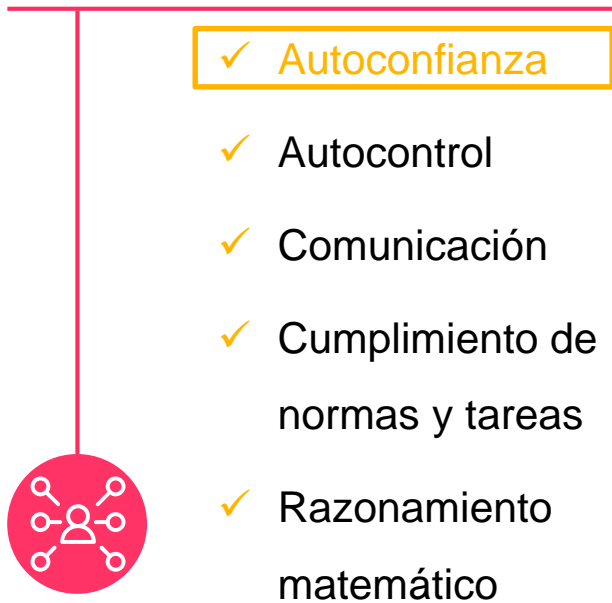 ✓ Autoconfianza
✓ Autocontrol
✓ Comunicación
✓ Cumplimiento de
normas y tareas
✓ Razonamiento
matemático